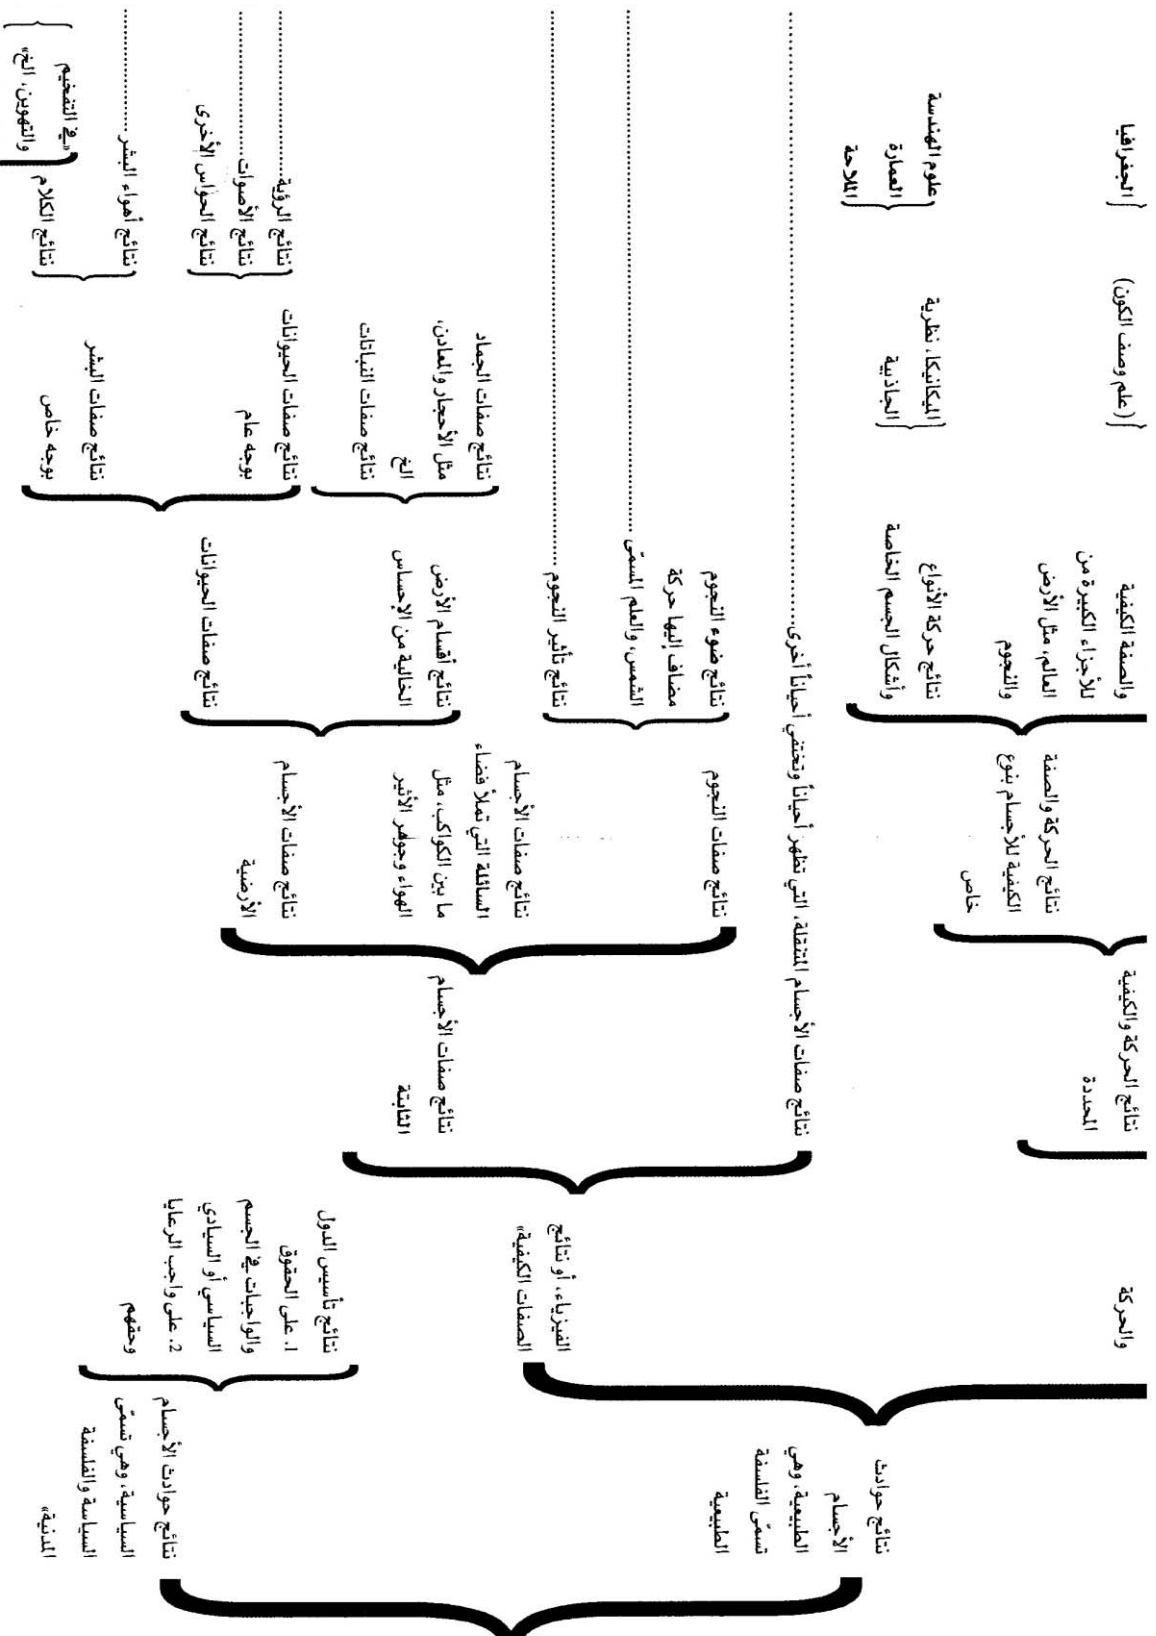 والحركة
نتائج الحركة والكيفية
المحددة
نتائج الحركة والصفة
الكيفية للأجسام بنوع
خاص
والصفة الكيفية
للأجزاء الكبيرة من
العالم، مثل الأرض
والنجوم
(علم وصف الكون)
الجغرافيا
نتائج حركة الأنواع
وأشكال الجسم الخاصة
الميكانيكا، نظرية
الجاذبية
علوم الهندسة
العمارة
الملاحة
نتائج حوادث
الأجسام
الطبيعية، وهي
تسمّى الفلسفة
الطبيعية
الفيزياء، أو نتائج
الصفات الكيفية»
نتائج صفات الأجسام المتنقلة، التي تظهر أحياناً وتختفي أحياناً أخرى
نتائج صفات الأجسام
الثابتة
نتائج صفات النجوم
نتائج ضوء النجوم
مضاف إليها حركة
الشمس، والعلم المسمّى
نتائج تأثير النجوم
نتائج صفات الأجسام
السائلة التي تملأ فضاء
ما بين الكواكب، مثل
الهواء وجوهر الأثير
نتائج صفات الأجسام
الأرضية
نتائج أقسام الأرض
الخالية من الإحساس
نتائج صفات الجماد
مثل الأحجار والمعادن،
الخ
نتائج صفات النباتات
نتائج صفات الحيوانات
نتائج صفات الحيوانات
بوجه عام
نتائج الرؤية
نتائج الأصوات
نتائج الحواس الأخرى
نتائج صفات البشر
بوجه خاص
نتائج أهواء البشر
نتائج الكلام
«في التفخيم
والتهوين، الخ»
نتائج حوادث الأجسام
السياسية، وهي تسمّى
السياسة والفلسفة
المدنية»
نتائج تأسيس الدول
1. على الحقوق
والواجبات في الجسم
السياسي أو السيادي
2. على واجب الرعايا
وحقهم